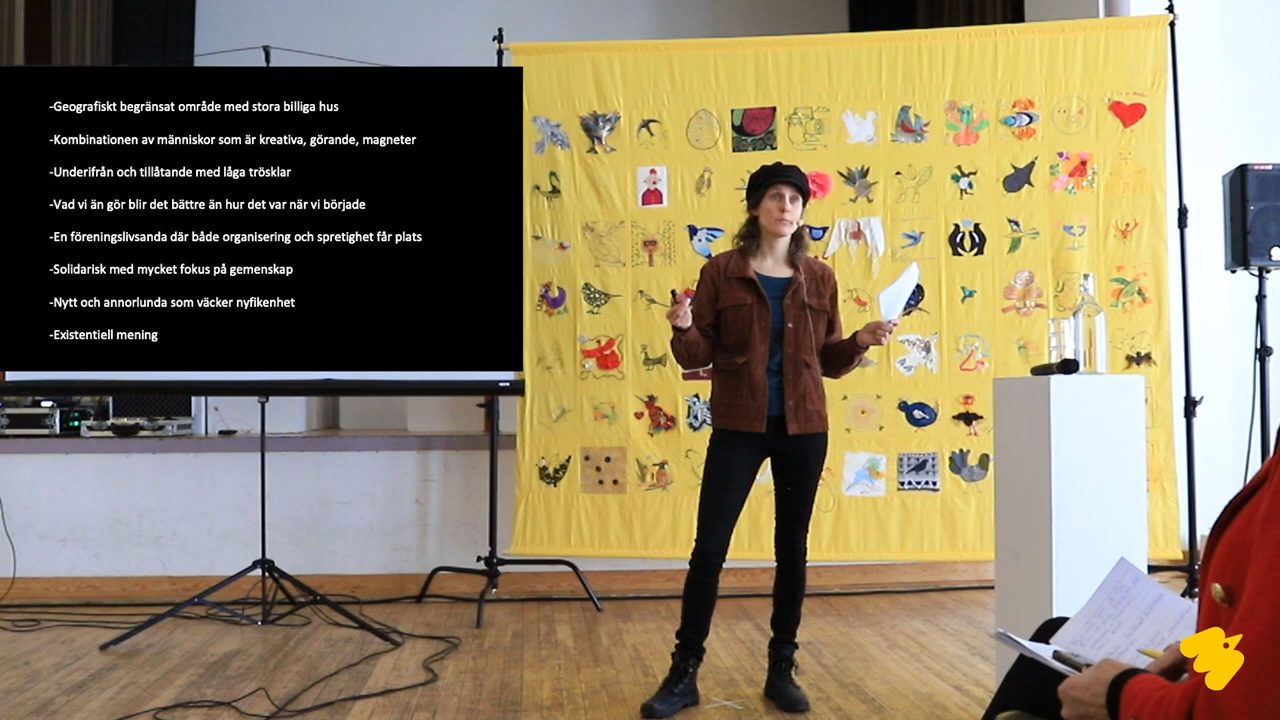 -Geografiskt begränsat område med stora billiga hus
-Kombinationen av människor som är kreativa, görande, magneter
-Underifrån och tillåtande med låga trösklar
-Vad vi än gör blir det bättre än hur det var när vi började
-En föreningslivsanda där både organisering och spretighet får plats
-Solidarisk med mycket fokus på gemenskap
-Nytt och annorlunda som väcker nyfikenhet
-Existentiell mening